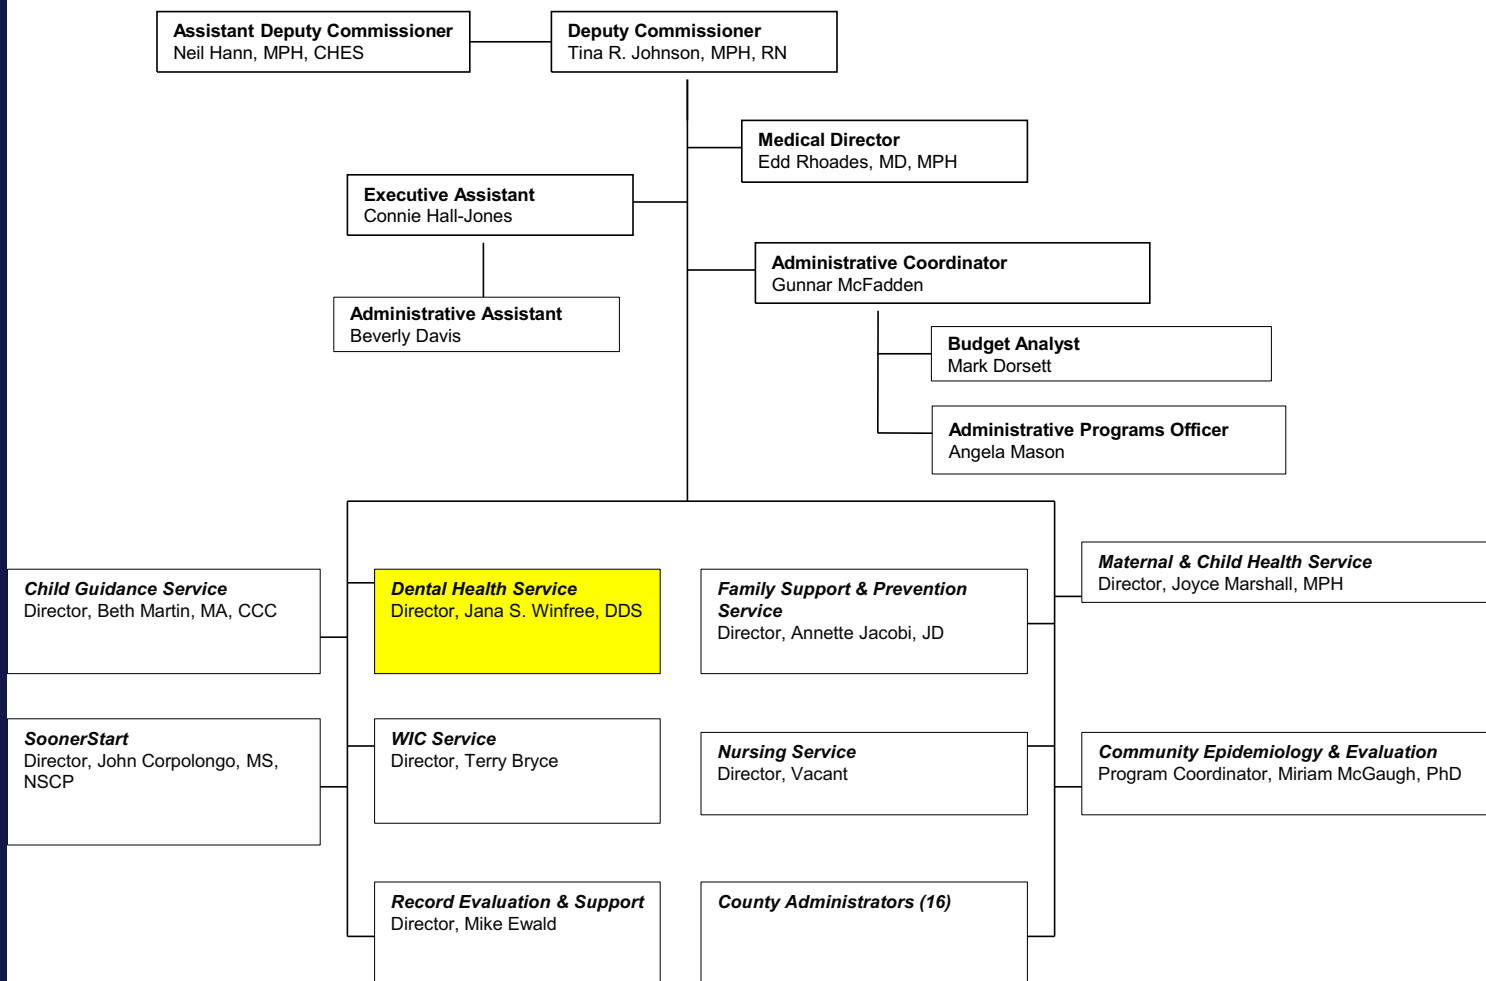 Assistant Deputy Commissioner
Neil Hann, MPH, CHES
Deputy Commissioner
Tina R. Johnson, MPH, RN
Medical Director
Edd Rhoades, MD, MPH
Executive Assistant
Connie Hall-Jones
Administrative Coordinator
Gunnar McFadden
Administrative Assistant
Beverly Davis
Budget Analyst
Mark Dorsett
Administrative Programs Officer
Angela Mason
Child Guidance Service
Director, Beth Martin, MA, CCC
Dental Health Service
Director, Jana S. Winfree, DDS
Family Support & Prevention
Service
Director, Annette Jacobi, JD
Maternal & Child Health Service
Director, Joyce Marshall, MPH
SoonerStart
Director, John Corpolongo, MS,
NSCP
WIC Service
Director, Terry Bryce
Nursing Service
Director, Vacant
Community Epidemiology & Evaluation
Program Coordinator, Miriam McGaugh, PhD
Record Evaluation & Support
Director, Mike Ewald
County Administrators (16)